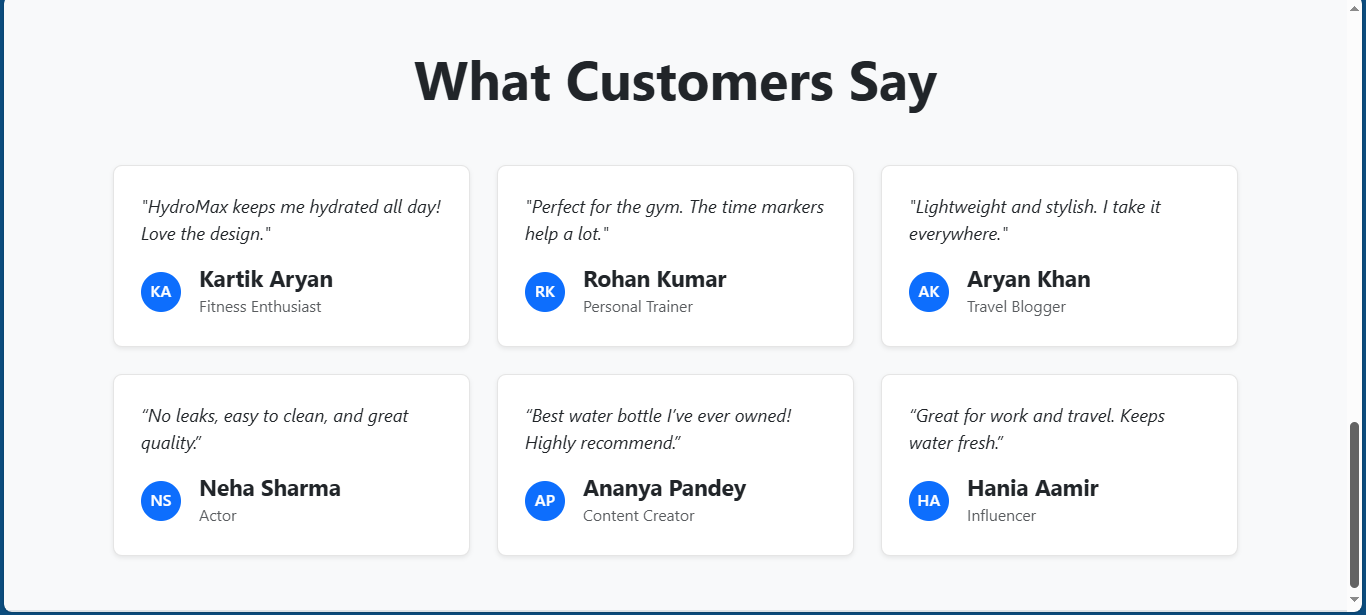 What Customers Say
"HydroMax keeps me hydrated all day!
Love the design."
KA
Kartik Aryan
Fitness Enthusiast
"Perfect for the gym. The time markers
help a lot."
RK
Rohan Kumar
Personal Trainer
"Lightweight and stylish. I take it
everywhere."
AK
Aryan Khan
Travel Blogger
“No leaks, easy to clean, and great
quality.”
NS
Neha Sharma
Actor
“Best water bottle I’ve ever owned!
Highly recommend.”
AP
Ananya Pandey
Content Creator
“Great for work and travel. Keeps
water fresh.”
HA
Hania Aamir
Influencer